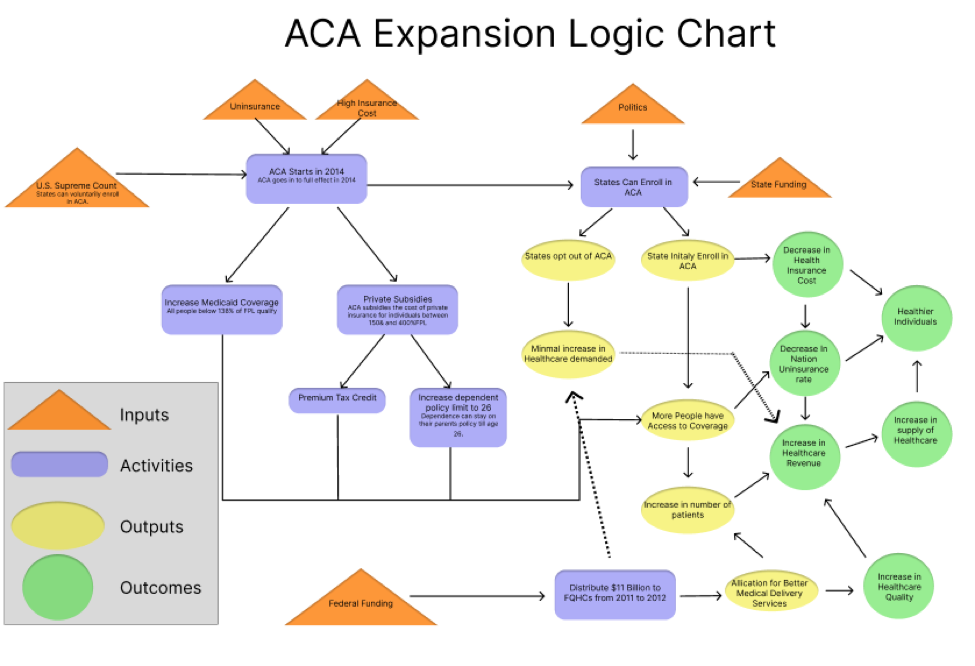 ACA Expansion Logic Chart
Uninsurance
High Insurance
Cost
Politics
U.S. Supreme Count
States can voluntarily enroll
in ACA.
ACA Starts in 2014
ACA goes in to full effect in 2014
States Can Enroll in
ACA
State Funding
States opt out of ACA
State Initaly Enroll in
ACA
Decrease in
Health
Insurance
Cost
Increase Medicaid Coverage
All people below 138% of FPL qualify
Private Subsidies
ACA subsidies the cost of private
insurance for individuals between
150& and 400%FPL
Healthier
Individuals
Minmal increase in
Healthcare demanded
Decrease In
Nation
Uninsurance
rate
Premium Tax Credit
Increase dependent
policy limit to 26
Dependence can stay on
their parents policy til age
26.
More People have
Access to Coverage
Increase in
supply of
Healthcare
Increase in
Healthcare
Revenue
Inputs
Activities
Outputs
Outcomes
Increase in number of
patients
Federal Funding
Distribute $11 Billion to
FQHCs from 2011 to 2012
Allication for Better
Medical Delivery
Services
Increase in
Healthcare
Quality